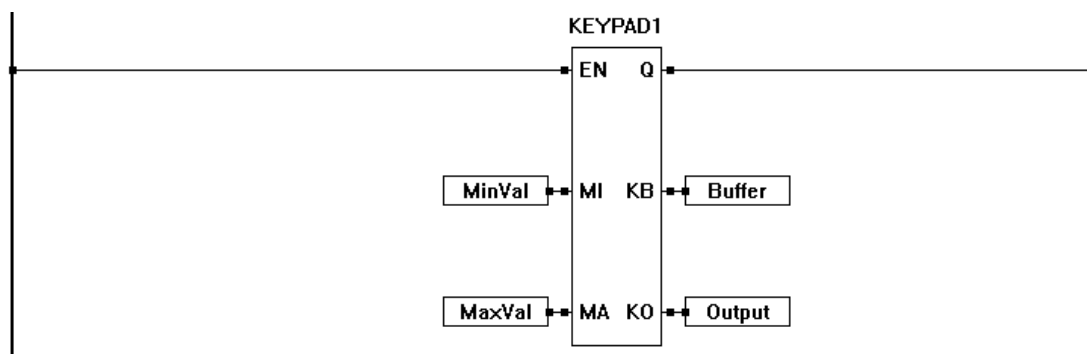 KEYPAD1
EN Q
MinVal MI KB Buffer
MaxVal MA KO Output